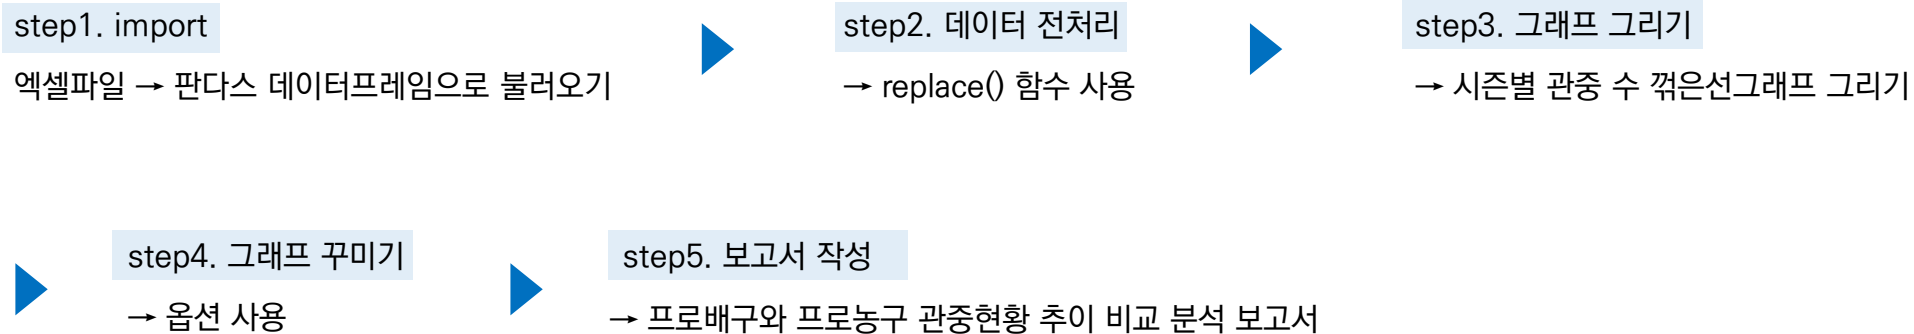 step1. import
엑셀파일 → 판다스 데이터프레임으로 불러오기
step2. 데이터 전처리
→ replace() 함수 사용
step3. 그래프 그리기
→ 시즌별 관중 수 꺾은선그래프 그리기
step4. 그래프 꾸미기
→ 옵션 사용
step5. 보고서 작성
→ 프로배구와 프로농구 관중현황 추이 비교 분석 보고서